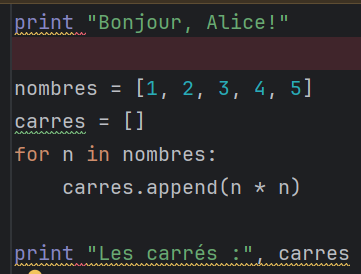 print "Bonjour, Alice!"
nombres = [1, 2, 3, 4, 5]
carres = []
for n in nombres:
    carres.append(n * n)
print "Les carrés :", carres